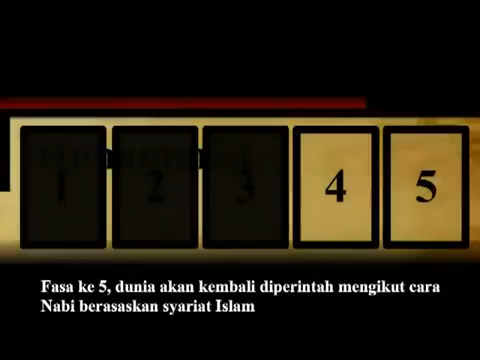 1 2 3 4 5
Fasa ke 5, dunia akan kembali diperintah mengikut cara
Nabi berasaskan syariat Islam